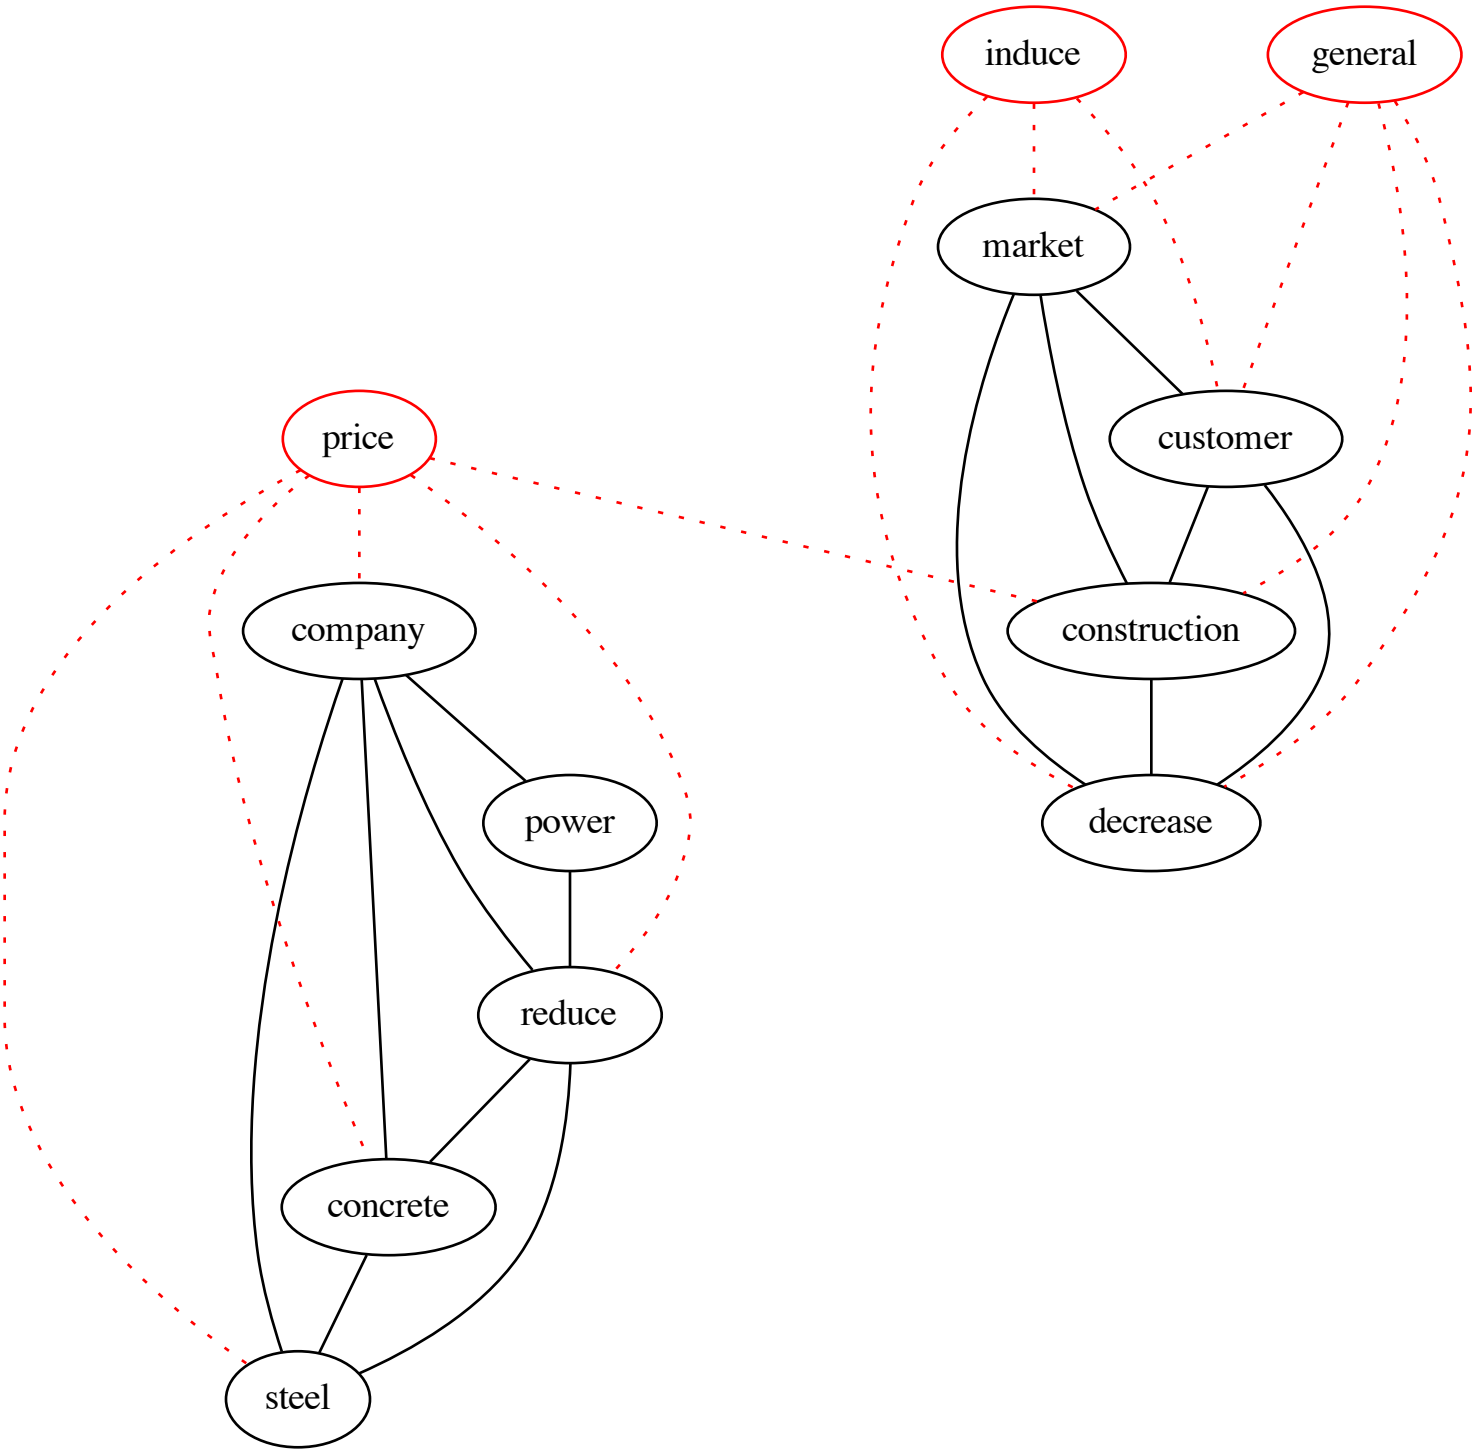 induce
general
market
price
customer
company
construction
power
decrease
reduce
concrete
steel